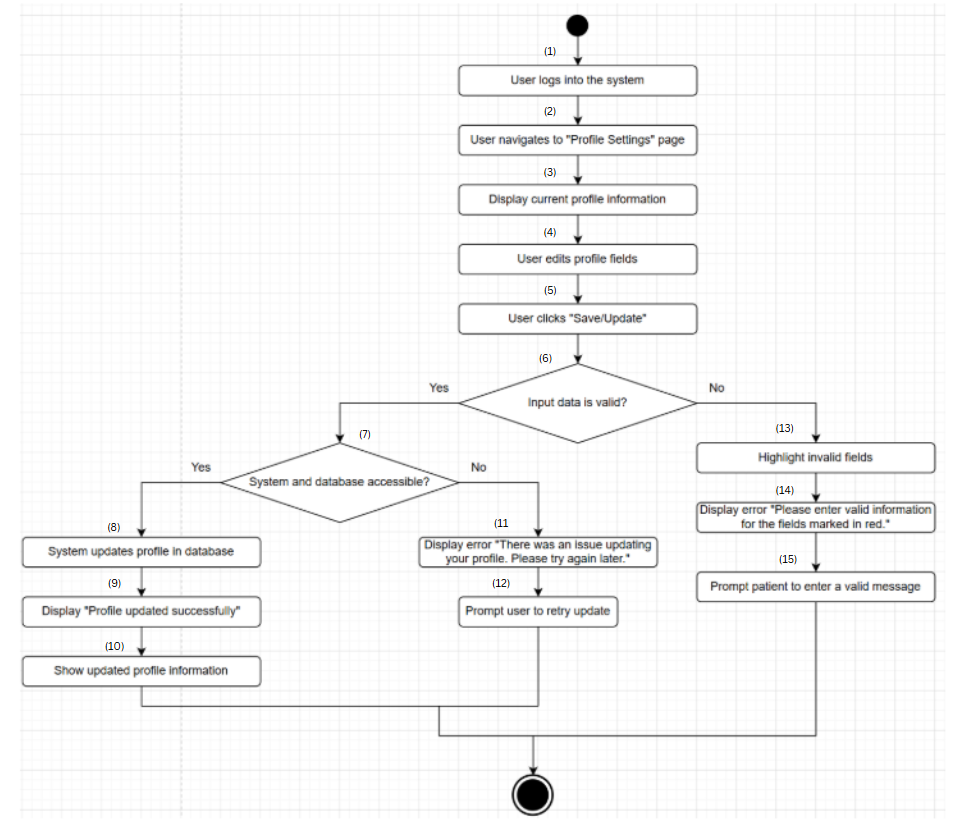 (1)
User logs into the system
(2)
User navigates to "Profile Settings" page
(3)
Display current profile information
(4)
User edits profile fields
(5)
User clicks "Save/Update"
(6)
Input data is valid?
Yes
No
(7)
System and database accessible?
Yes
No
(8)
System updates profile in database
(9)
Display "Profile updated successfully"
(10)
Show updated profile information
(11
Display error "There was an issue updating
your profile. Please try again later."
(12)
Prompt user to retry update
(13)
Highlight invalid fields
(14)
Display error "Please enter valid information
for the fields marked in red."
(15)
Prompt patient to enter a valid message